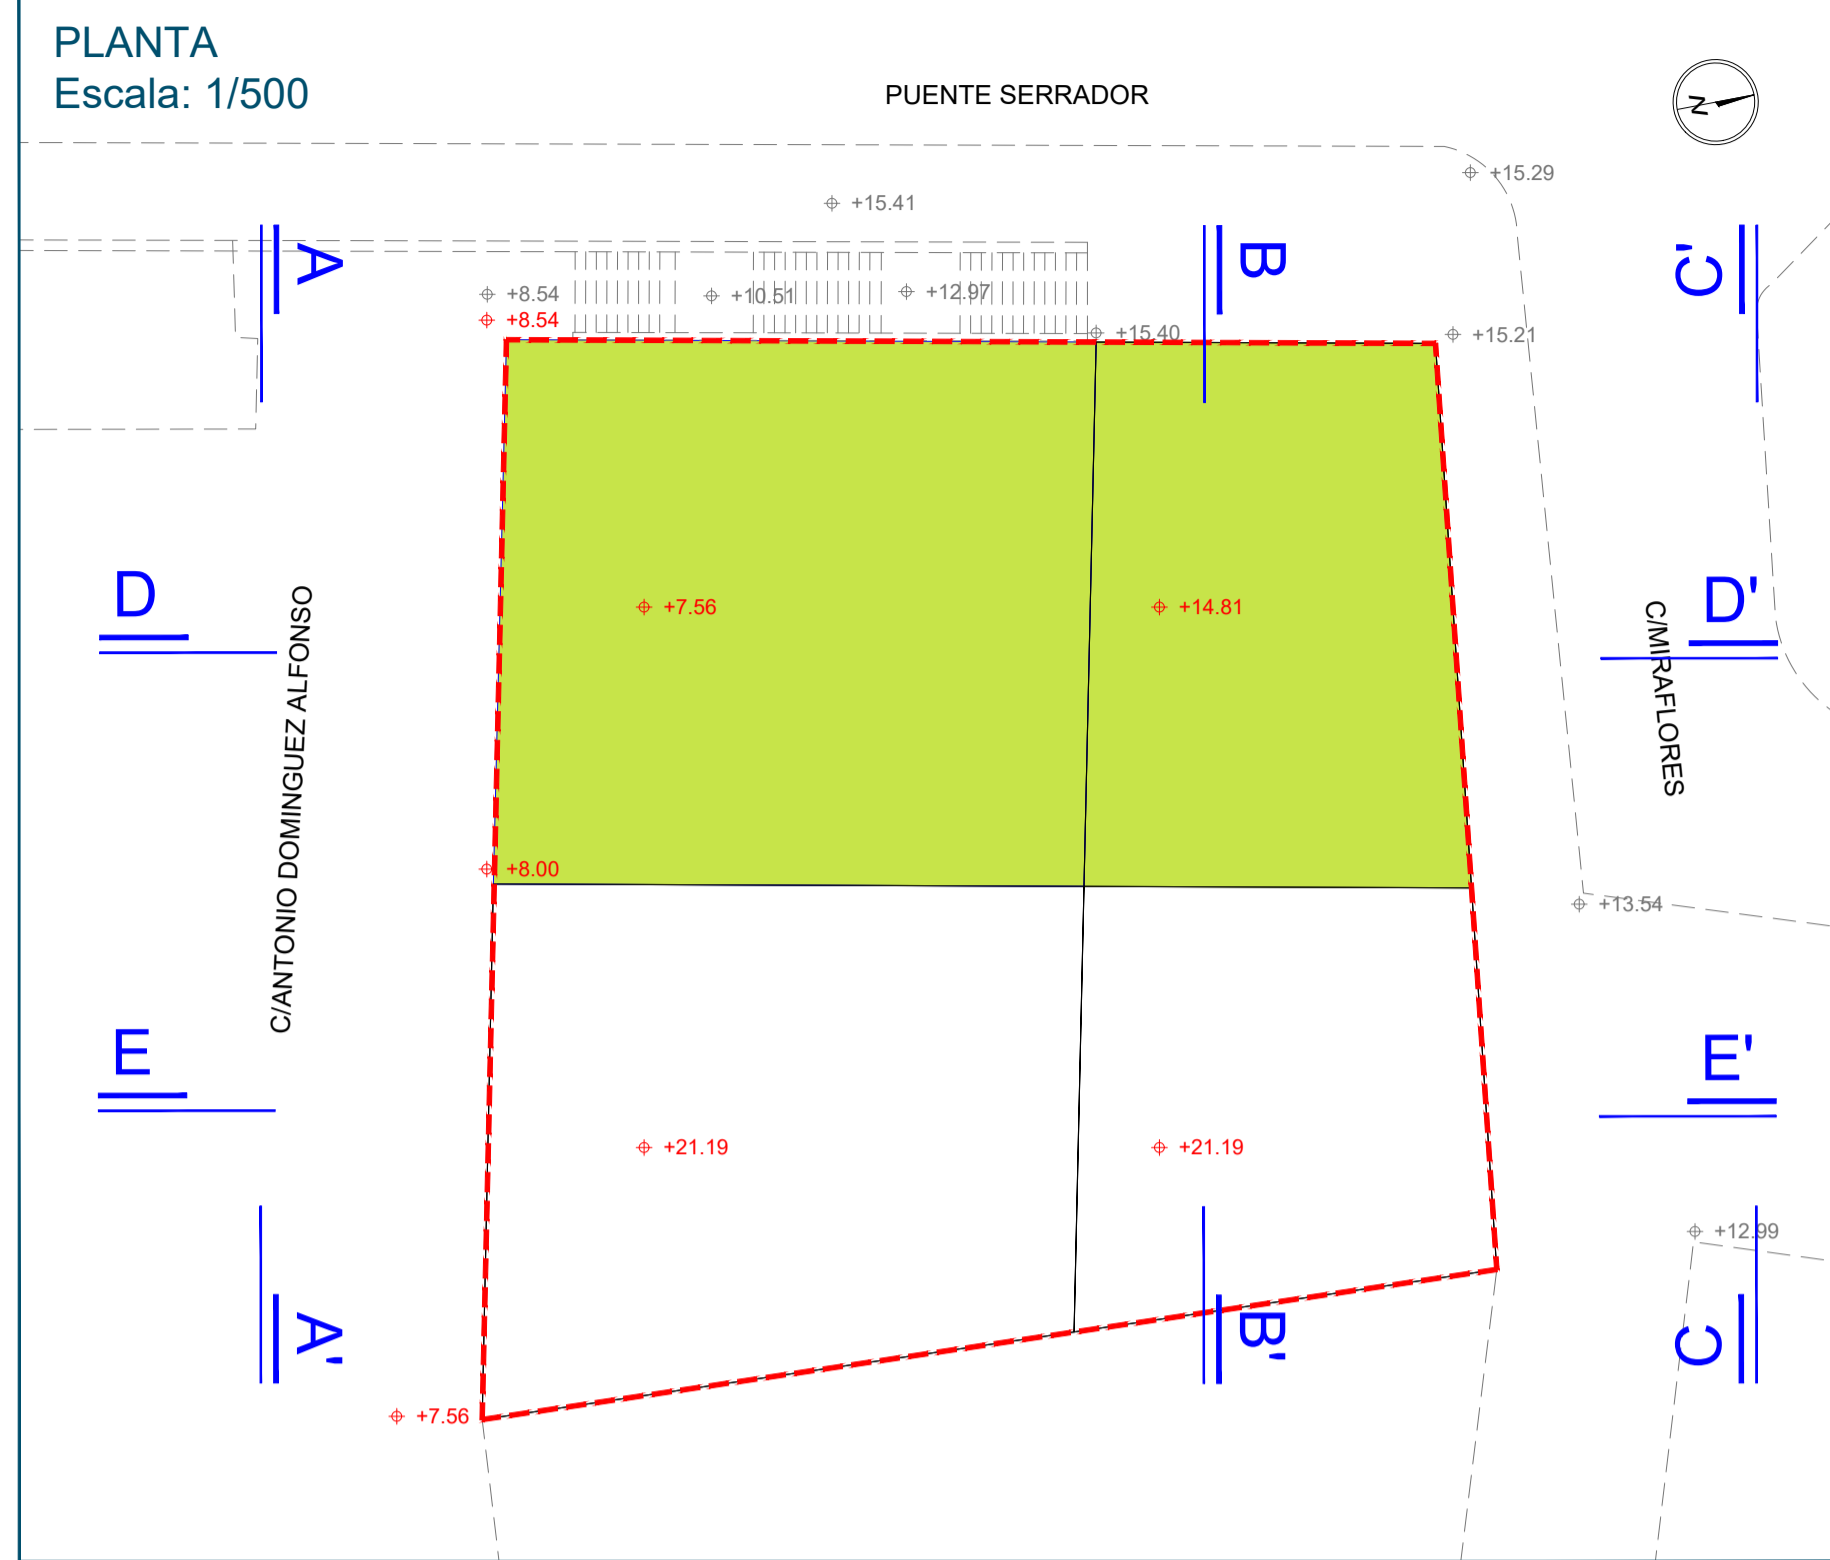 PLANTA
Escala: 1/500
PUENTE SERRADOR
N
+15.29
+15.41
A
B
C'
+8.54
+10.51
+12.97
+8.54
+15.40
+15.21
D
+7.56
+14.81
D'
C/ANTONIO DOMINGUEZ ALFONSO
C/MIRAFLORES
+8.00
+13.54
E
E'
+21.19
+21.19
+12.99
A'
B'
C
+7.56